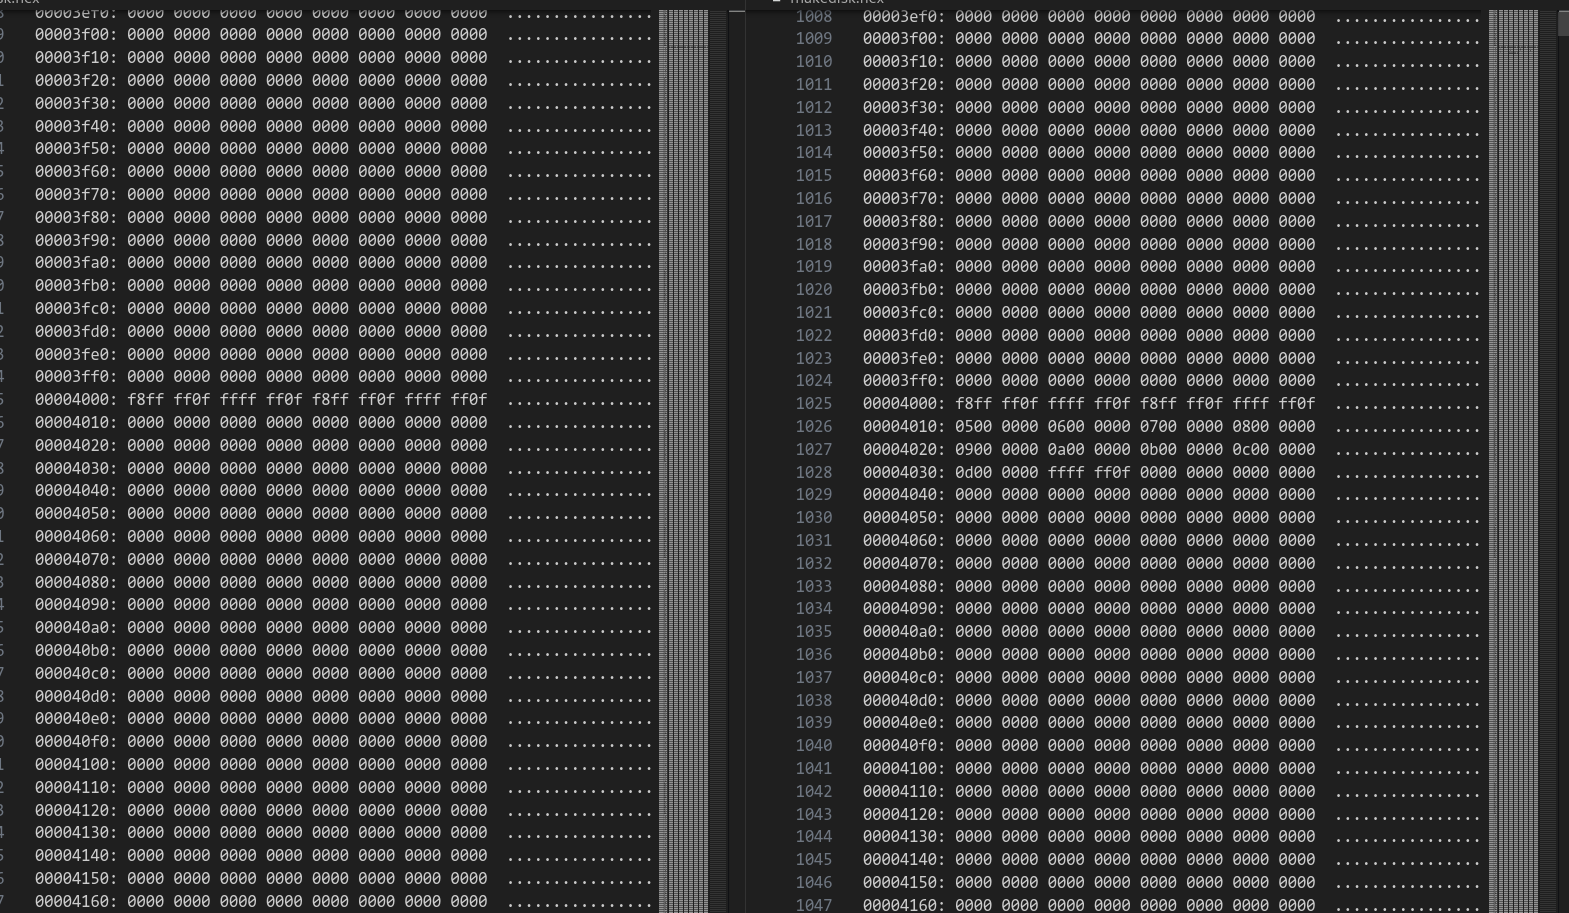 sk.hex
00003ef0: 0000 0000 0000 0000 0000 0000 0000 0000 ................
00003f00: 0000 0000 0000 0000 0000 0000 0000 0000 ................
00003f10: 0000 0000 0000 0000 0000 0000 0000 0000 ................
00003f20: 0000 0000 0000 0000 0000 0000 0000 0000 ................
00003f30: 0000 0000 0000 0000 0000 0000 0000 0000 ................
00003f40: 0000 0000 0000 0000 0000 0000 0000 0000 ................
00003f50: 0000 0000 0000 0000 0000 0000 0000 0000 ................
00003f60: 0000 0000 0000 0000 0000 0000 0000 0000 ................
00003f70: 0000 0000 0000 0000 0000 0000 0000 0000 ................
00003f80: 0000 0000 0000 0000 0000 0000 0000 0000 ................
00003f90: 0000 0000 0000 0000 0000 0000 0000 0000 ................
00003fa0: 0000 0000 0000 0000 0000 0000 0000 0000 ................
00003fb0: 0000 0000 0000 0000 0000 0000 0000 0000 ................
00003fc0: 0000 0000 0000 0000 0000 0000 0000 0000 ................
00003fd0: 0000 0000 0000 0000 0000 0000 0000 0000 ................
00003fe0: 0000 0000 0000 0000 0000 0000 0000 0000 ................
00003ff0: 0000 0000 0000 0000 0000 0000 0000 0000 ................
00004000: f8ff ff0f ffff ff0f f8ff ff0f ffff ff0f ................
00004010: 0000 0000 0000 0000 0000 0000 0000 0000 ................
00004020: 0000 0000 0000 0000 0000 0000 0000 0000 ................
00004030: 0000 0000 0000 0000 0000 0000 0000 0000 ................
00004040: 0000 0000 0000 0000 0000 0000 0000 0000 ................
00004050: 0000 0000 0000 0000 0000 0000 0000 0000 ................
00004060: 0000 0000 0000 0000 0000 0000 0000 0000 ................
00004070: 0000 0000 0000 0000 0000 0000 0000 0000 ................
00004080: 0000 0000 0000 0000 0000 0000 0000 0000 ................
00004090: 0000 0000 0000 0000 0000 0000 0000 0000 ................
000040a0: 0000 0000 0000 0000 0000 0000 0000 0000 ................
000040b0: 0000 0000 0000 0000 0000 0000 0000 0000 ................
000040c0: 0000 0000 0000 0000 0000 0000 0000 0000 ................
000040d0: 0000 0000 0000 0000 0000 0000 0000 0000 ................
000040e0: 0000 0000 0000 0000 0000 0000 0000 0000 ................
000040f0: 0000 0000 0000 0000 0000 0000 0000 0000 ................
00004100: 0000 0000 0000 0000 0000 0000 0000 0000 ................
00004110: 0000 0000 0000 0000 0000 0000 0000 0000 ................
00004120: 0000 0000 0000 0000 0000 0000 0000 0000 ................
00004130: 0000 0000 0000 0000 0000 0000 0000 0000 ................
00004140: 0000 0000 0000 0000 0000 0000 0000 0000 ................
00004150: 0000 0000 0000 0000 0000 0000 0000 0000 ................
00004160: 0000 0000 0000 0000 0000 0000 0000 0000 ................
makedisk.hex
1008 00003ef0: 0000 0000 0000 0000 0000 0000 0000 0000 ................
1009 00003f00: 0000 0000 0000 0000 0000 0000 0000 0000 ................
1010 00003f10: 0000 0000 0000 0000 0000 0000 0000 0000 ................
1011 00003f20: 0000 0000 0000 0000 0000 0000 0000 0000 ................
1012 00003f30: 0000 0000 0000 0000 0000 0000 0000 0000 ................
1013 00003f40: 0000 0000 0000 0000 0000 0000 0000 0000 ................
1014 00003f50: 0000 0000 0000 0000 0000 0000 0000 0000 ................
1015 00003f60: 0000 0000 0000 0000 0000 0000 0000 0000 ................
1016 00003f70: 0000 0000 0000 0000 0000 0000 0000 0000 ................
1017 00003f80: 0000 0000 0000 0000 0000 0000 0000 0000 ................
1018 00003f90: 0000 0000 0000 0000 0000 0000 0000 0000 ................
1019 00003fa0: 0000 0000 0000 0000 0000 0000 0000 0000 ................
1020 00003fb0: 0000 0000 0000 0000 0000 0000 0000 0000 ................
1021 00003fc0: 0000 0000 0000 0000 0000 0000 0000 0000 ................
1022 00003fd0: 0000 0000 0000 0000 0000 0000 0000 0000 ................
1023 00003fe0: 0000 0000 0000 0000 0000 0000 0000 0000 ................
1024 00003ff0: 0000 0000 0000 0000 0000 0000 0000 0000 ................
1025 00004000: f8ff ff0f ffff ff0f f8ff ff0f ffff ff0f ................
1026 00004010: 0500 0000 0600 0000 0700 0000 0800 0000 ................
1027 00004020: 0900 0000 0a00 0000 0b00 0000 0c00 0000 ................
1028 00004030: 0d00 0000 ffff ff0f 0000 0000 0000 0000 ................
1029 00004040: 0000 0000 0000 0000 0000 0000 0000 0000 ................
1030 00004050: 0000 0000 0000 0000 0000 0000 0000 0000 ................
1031 00004060: 0000 0000 0000 0000 0000 0000 0000 0000 ................
1032 00004070: 0000 0000 0000 0000 0000 0000 0000 0000 ................
1033 00004080: 0000 0000 0000 0000 0000 0000 0000 0000 ................
1034 00004090: 0000 0000 0000 0000 0000 0000 0000 0000 ................
1035 000040a0: 0000 0000 0000 0000 0000 0000 0000 0000 ................
1036 000040b0: 0000 0000 0000 0000 0000 0000 0000 0000 ................
1037 000040c0: 0000 0000 0000 0000 0000 0000 0000 0000 ................
1038 000040d0: 0000 0000 0000 0000 0000 0000 0000 0000 ................
1039 000040e0: 0000 0000 0000 0000 0000 0000 0000 0000 ................
1040 000040f0: 0000 0000 0000 0000 0000 0000 0000 0000 ................
1041 00004100: 0000 0000 0000 0000 0000 0000 0000 0000 ................
1042 00004110: 0000 0000 0000 0000 0000 0000 0000 0000 ................
1043 00004120: 0000 0000 0000 0000 0000 0000 0000 0000 ................
1044 00004130: 0000 0000 0000 0000 0000 0000 0000 0000 ................
1045 00004140: 0000 0000 0000 0000 0000 0000 0000 0000 ................
1046 00004150: 0000 0000 0000 0000 0000 0000 0000 0000 ................
1047 00004160: 0000 0000 0000 0000 0000 0000 0000 0000 ................